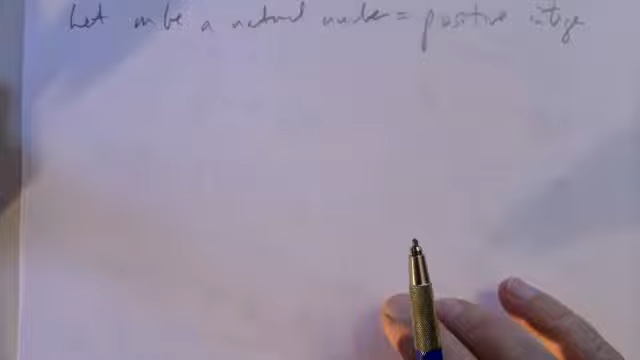 Let m be a natural number = positive integer